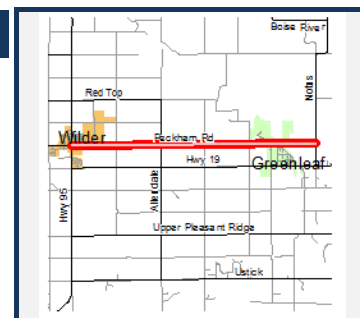 Boise River
Red Top
Notus
Wilder
Peckham Rd
Hwy 19
Greenleaf
Hwy 95
Allendale
Upper Pleasant Ridge
Ustick